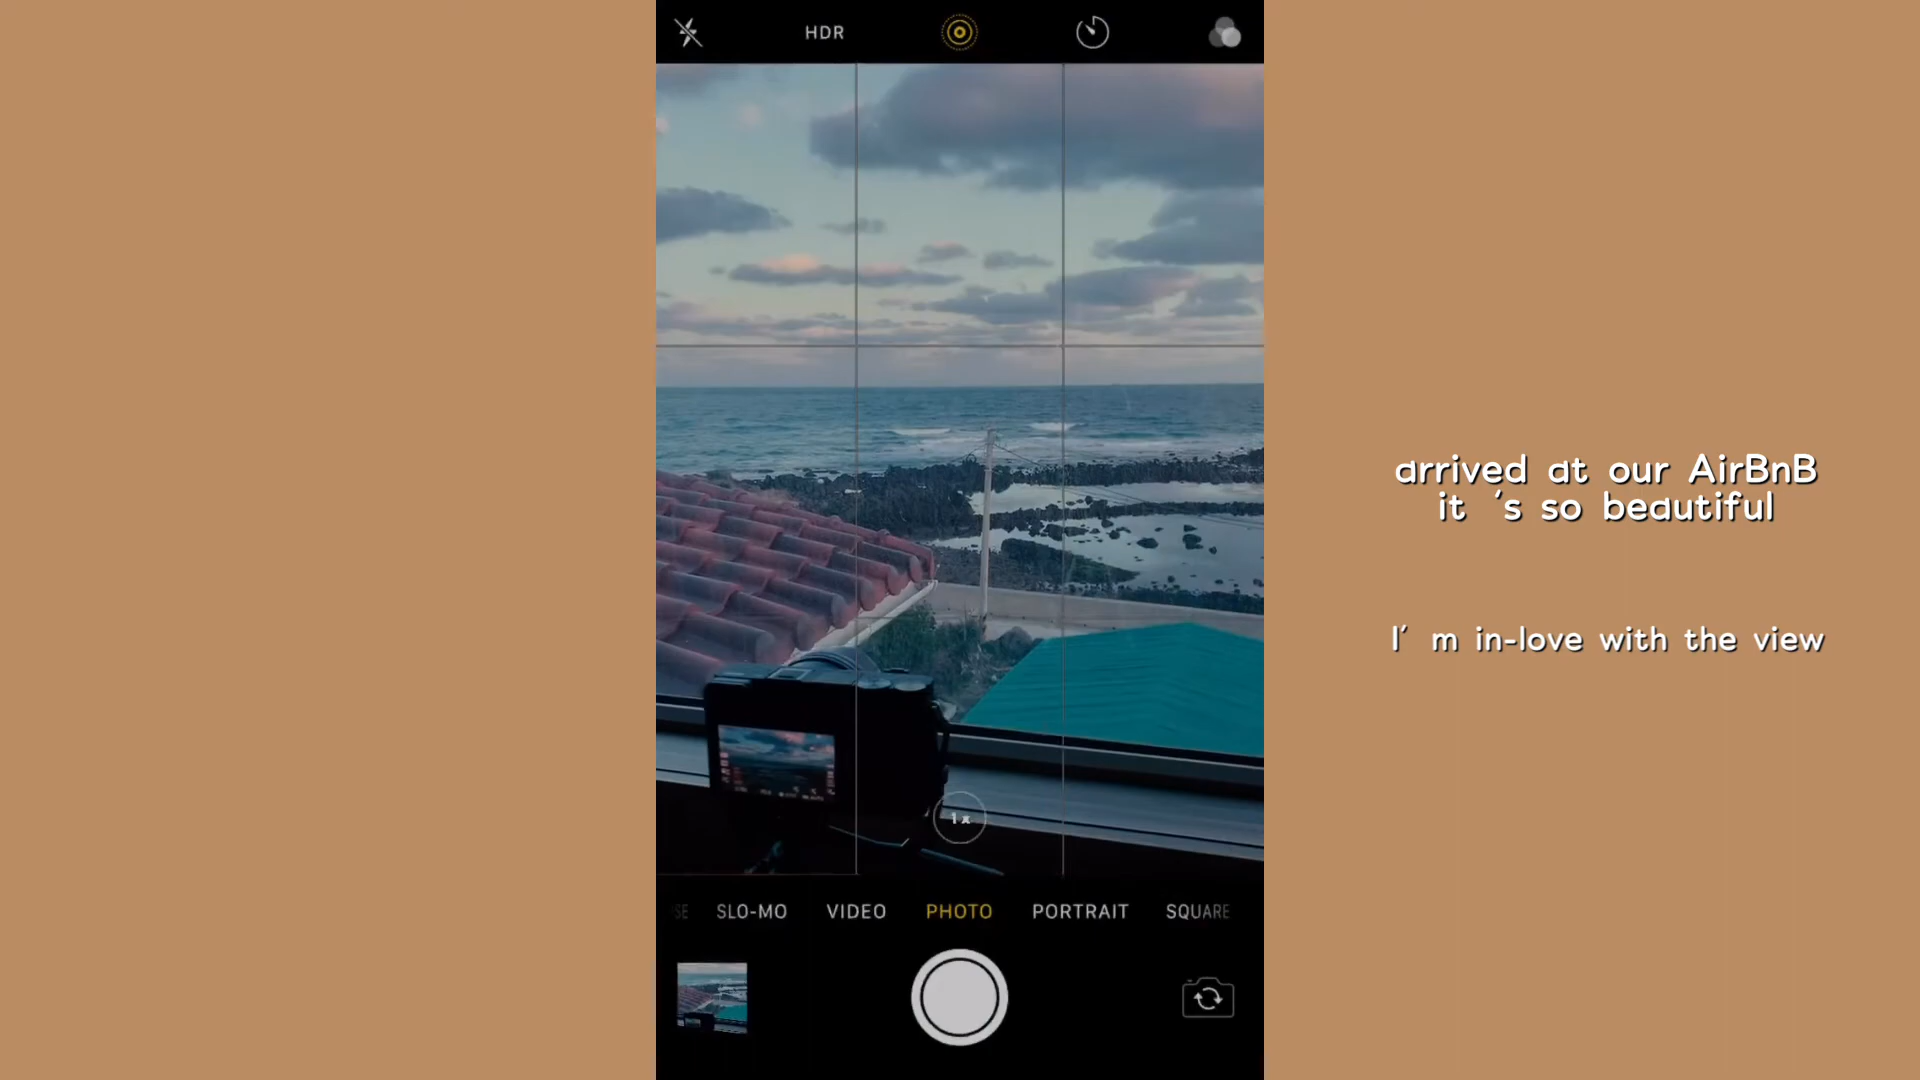 HDR
arrived at our AirBnB
it 's so beautiful
I' m in-love with the view
1x
SLO-MO VIDEO PHOTO PORTRAIT SQUARE